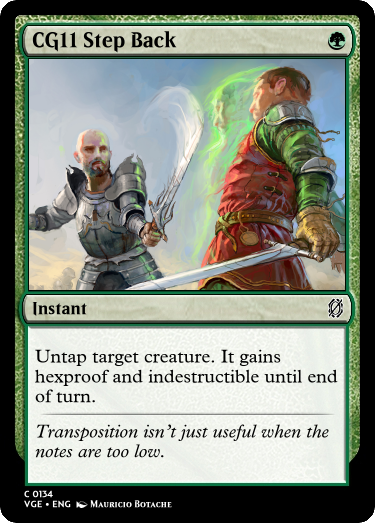 CG11 Step Back
Instant
Untap target creature. It gains
hexproof and indestructible until end
of turn.
Transposition isn't just useful when the
notes are too low.
C 0134
VGE • ENG Mauricio Botache